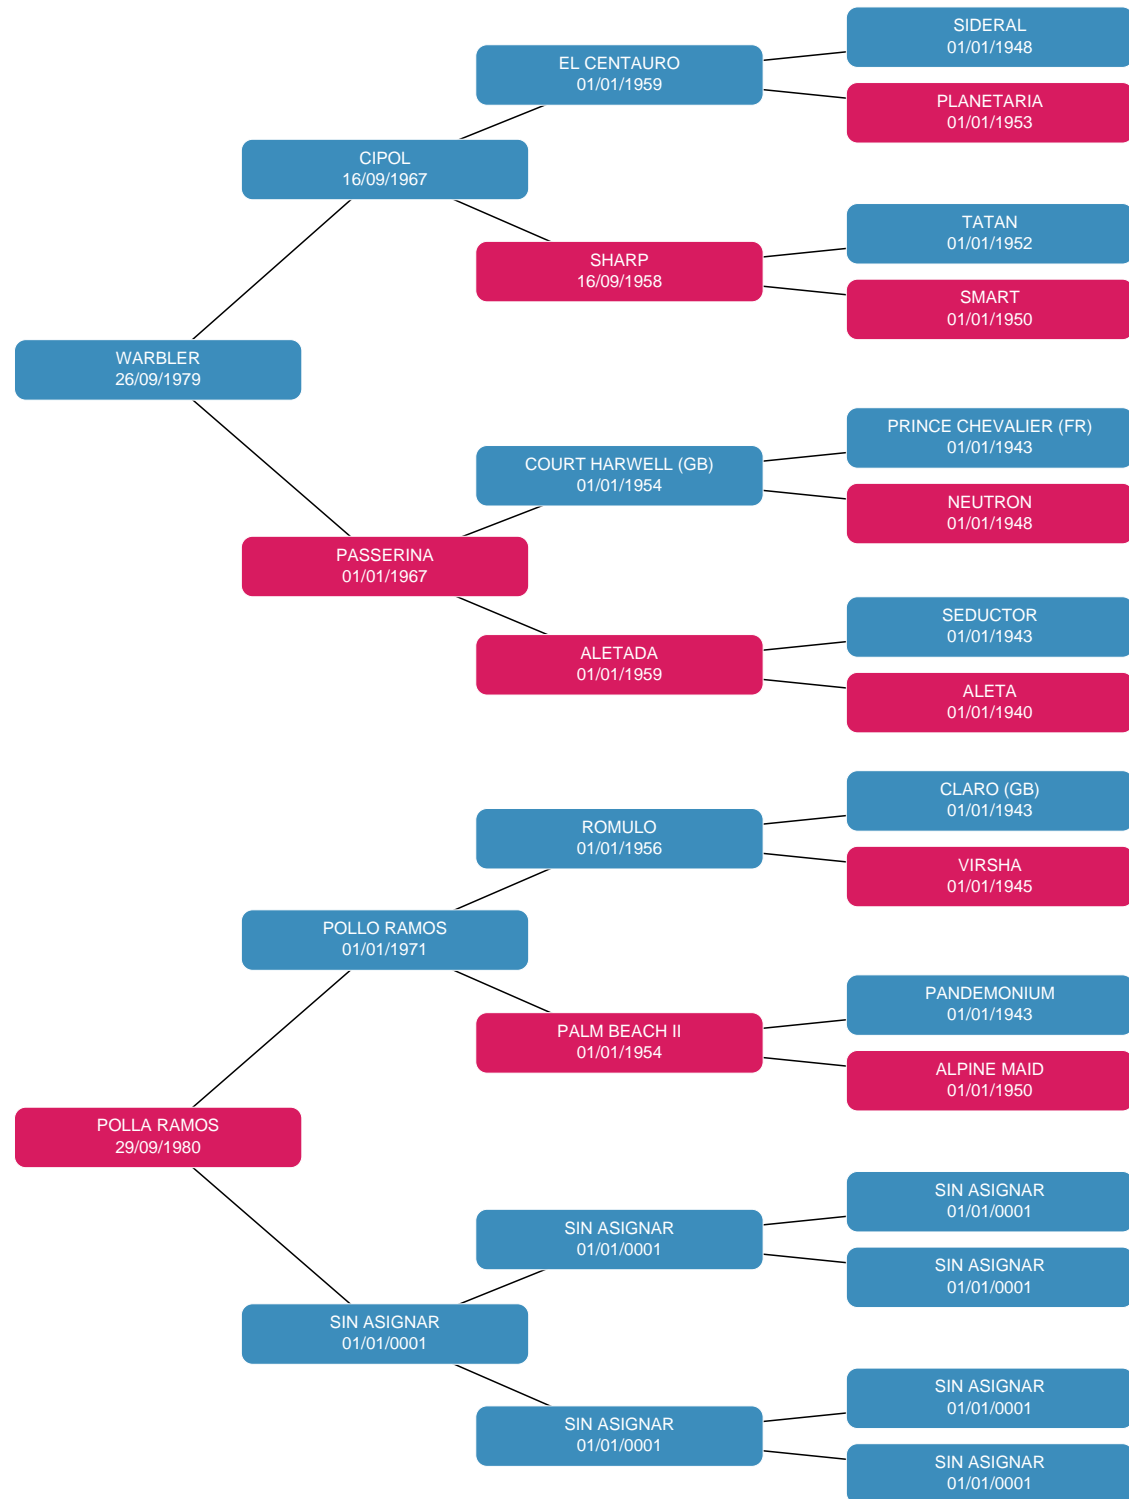 SIDERAL
01/01/1948
EL CENTAURO
01/01/1959
PLANETARIA
01/01/1953
CIPOL
16/09/1967
TATAN
01/01/1952
SHARP
16/09/1958
SMART
01/01/1950
WARBLER
26/09/1979
PRINCE CHEVALIER (FR)
01/01/1943
COURT HARWELL (GB)
01/01/1954
NEUTRON
01/01/1948
PASSERINA
01/01/1967
SEDUCTOR
01/01/1943
ALETADA
01/01/1959
ALETA
01/01/1940
CLARO (GB)
01/01/1943
ROMULO
01/01/1956
VIRSHA
01/01/1945
POLLO RAMOS
01/01/1971
PANDEMONIUM
01/01/1943
PALM BEACH II
01/01/1954
ALPINE MAID
01/01/1950
POLLA RAMOS
29/09/1980
SIN ASIGNAR
01/01/0001
SIN ASIGNAR
01/01/0001
SIN ASIGNAR
01/01/0001
SIN ASIGNAR
01/01/0001
SIN ASIGNAR
01/01/0001
SIN ASIGNAR
01/01/0001
SIN ASIGNAR
01/01/0001